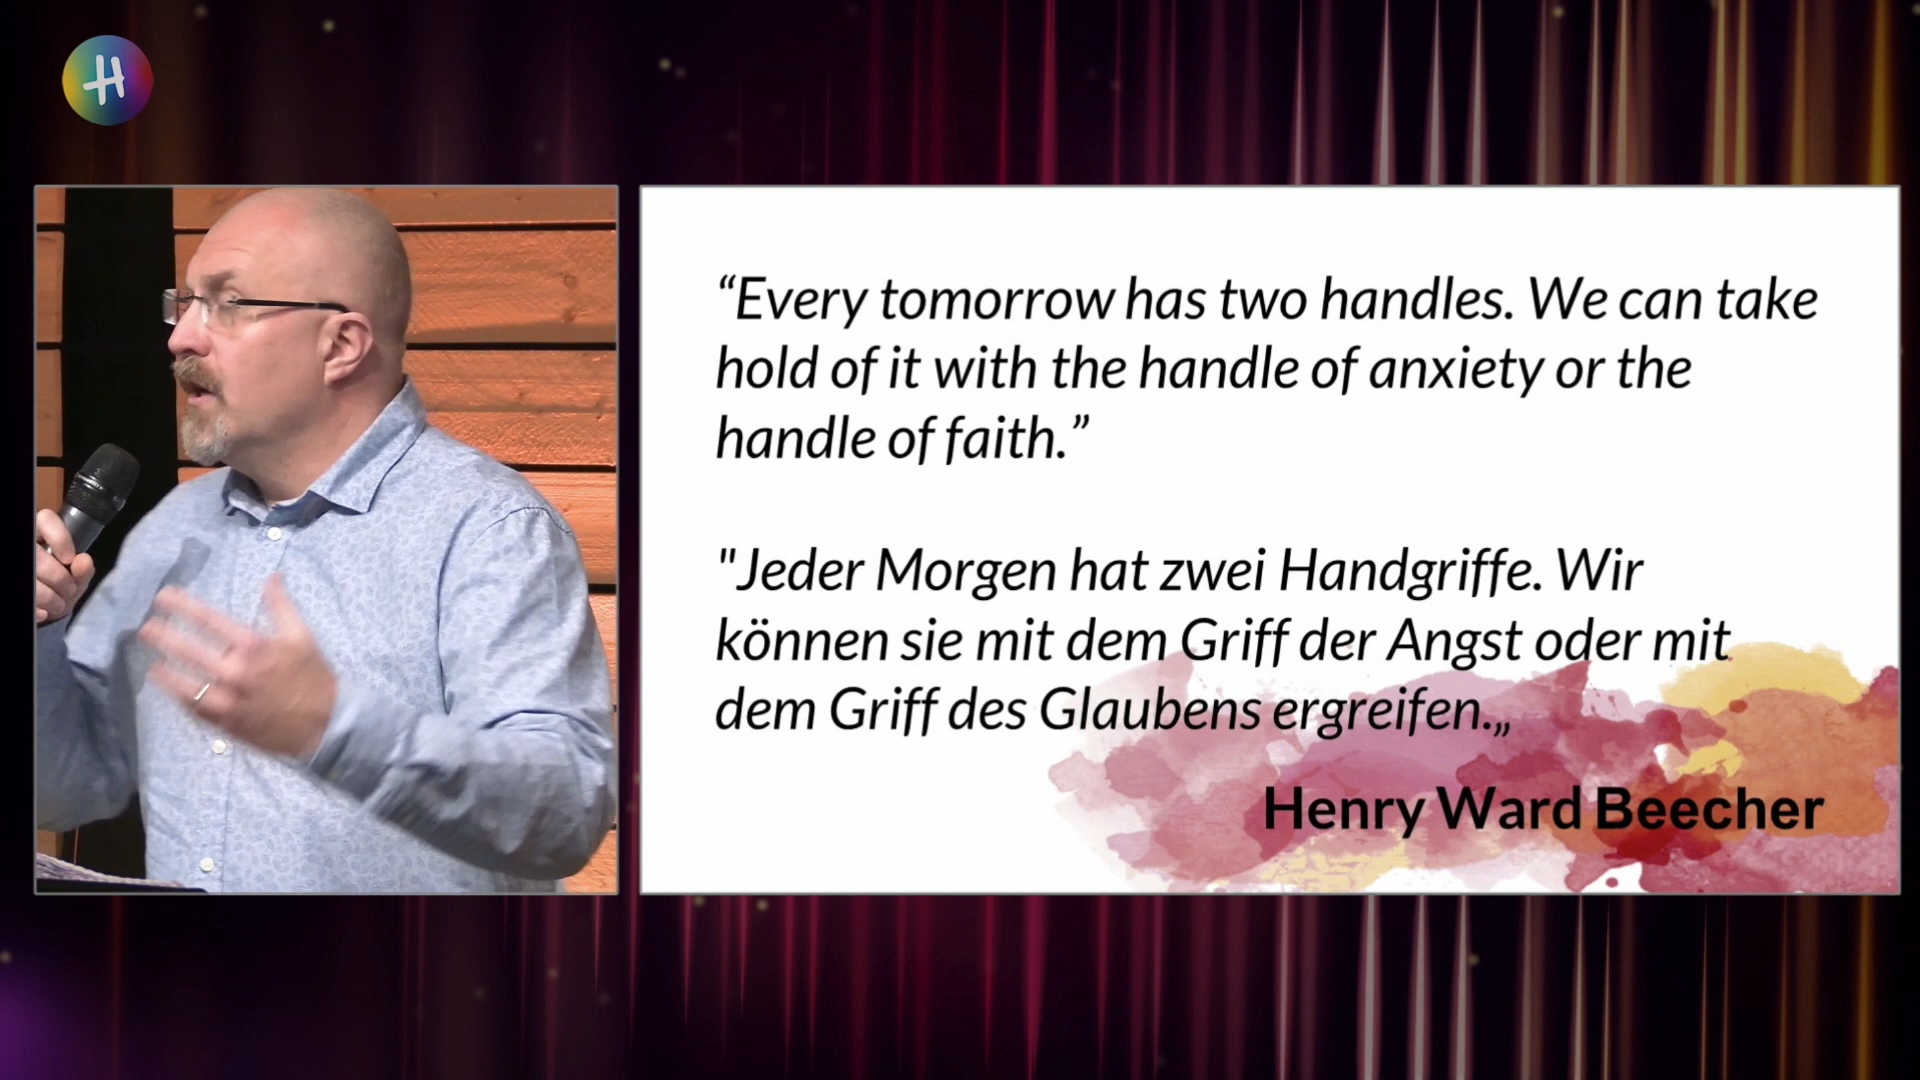 H
“Every tomorrow has two handles. We can take
hold of it with the handle of anxiety or the
handle of faith.”
"Jeder Morgen hat zwei Handgriffe. Wir
können sie mit dem Griff der Angst oder mit
dem Griff des Glaubens ergreifen.„
Henry Ward Beecher